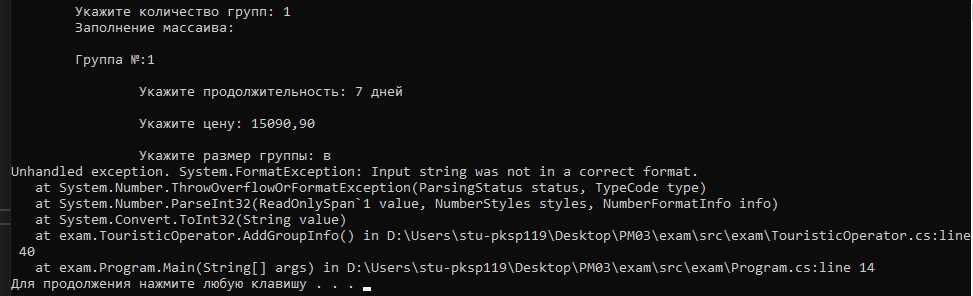 Укажите количество групп: 1
Заполнение массаива:
Группа №:1
Укажите продолжительность: 7 дней
Укажите цену: 15090,90
Укажите размер группы: в
Unhandled exception. System.FormatException: Input string was not in a correct format.
at System.Number.ThrowOverflowOrFormatException(ParsingStatus status, TypeCode type)
at System.Number.ParseInt32(ReadOnlySpan`1 value, NumberStyles styles, NumberFormatInfo info)
at System.Convert.ToInt32(String value)
at exam.TouristicOperator.AddGroupInfo() in D:\Users\stu-pksp119\Desktop\PM03\exam\src\exam\TouristicOperator.cs:line
40
at exam.Program.Main(String[] args) in D:\Users\stu-pksp119\Desktop\PM03\exam\src\exam\Program.cs:line 14
Для продолжения нажмите любую клавишу . . .